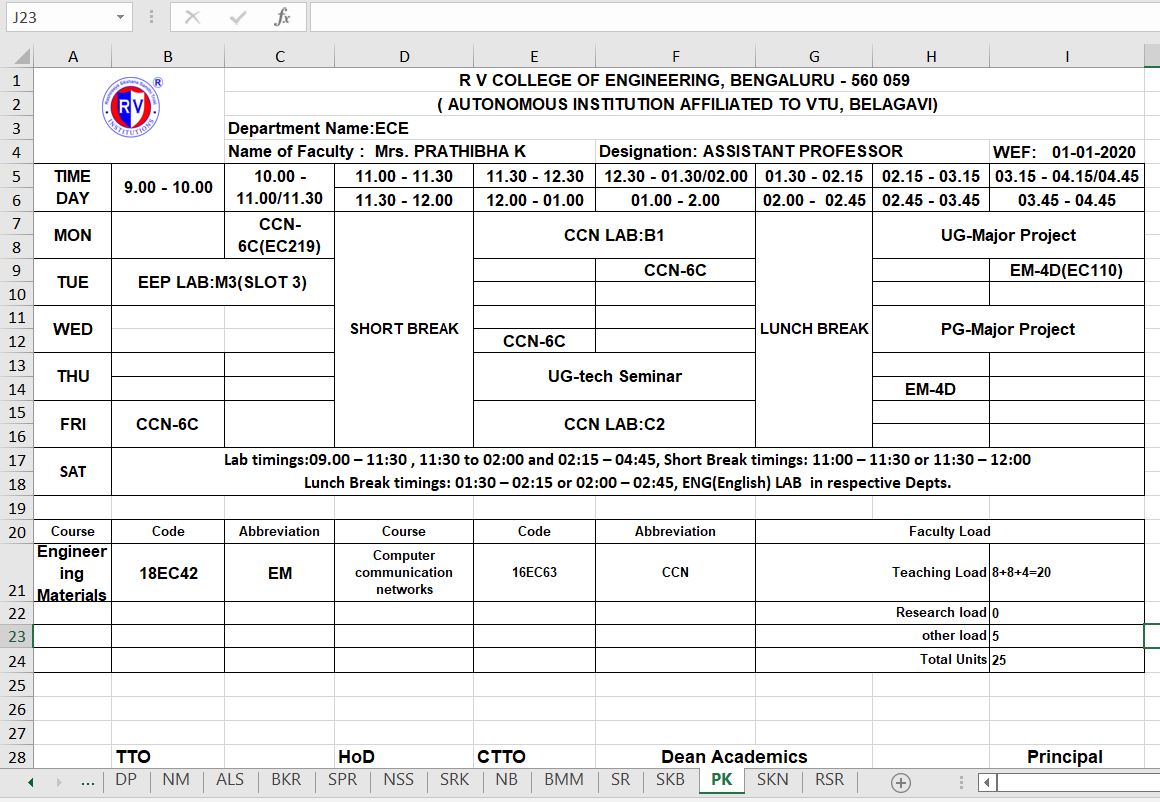 J23 fx
A B C D E F G H I
1 R V COLLEGE OF ENGINEERING, BENGALURU - 560 059
2 ( AUTONOMOUS INSTITUTION AFFILIATED TO VTU, BELAGAVI)
RV
INSTITUTIONS
3 Department Name:ECE
4 Name of Faculty : Mrs. PRATHIBHA K Designation: ASSISTANT PROFESSOR WEF: 01-01-2020
5 TIME 9.00 - 10.00 10.00 - 11.00 - 11.30 11.30 - 12.30 12.30 - 01.30/02.00 01.30 - 02.15 02.15 - 03.15 03.15 - 04.15/04.45
6 DAY 11.00/11.30 11.30 - 12.00 12.00 - 01.00 01.00 - 2.00 02.00 - 02.45 02.45 - 03.45 03.45 - 04.45
7 MON CCN- CCN LAB:B1 UG-Major Project
8 6C(EC219)
9 TUE EEP LAB:M3(SLOT 3) CCN-6C EM-4D(EC110)
10
11 WED SHORT BREAK LUNCH BREAK PG-Major Project
12 CCN-6C
13 THU UG-tech Seminar
14 EM-4D
15 FRI CCN-6C CCN LAB:C2
16
17 SAT Lab timings:09.00 – 11:30 , 11:30 to 02:00 and 02:15 – 04:45, Short Break timings: 11:00 – 11:30 or 11:30 – 12:00
18 Lunch Break timings: 01:30 – 02:15 or 02:00 – 02:45, ENG(English) LAB in respective Depts.
19
20 Course Code Abbreviation Course Code Abbreviation Faculty Load
Engineer Computer
ing 18EC42 EM communication 16EC63 CCN Teaching Load 8+8+4=20
21 Materials networks
22 Research load 0
23 other load 5
24 Total Units 25
25
26
27
28 TTO HoD CTTO Dean Academics Principal
... DP NM ALS BKR SPR NSS SRK NB BMM SR SKB PK SKN RSR